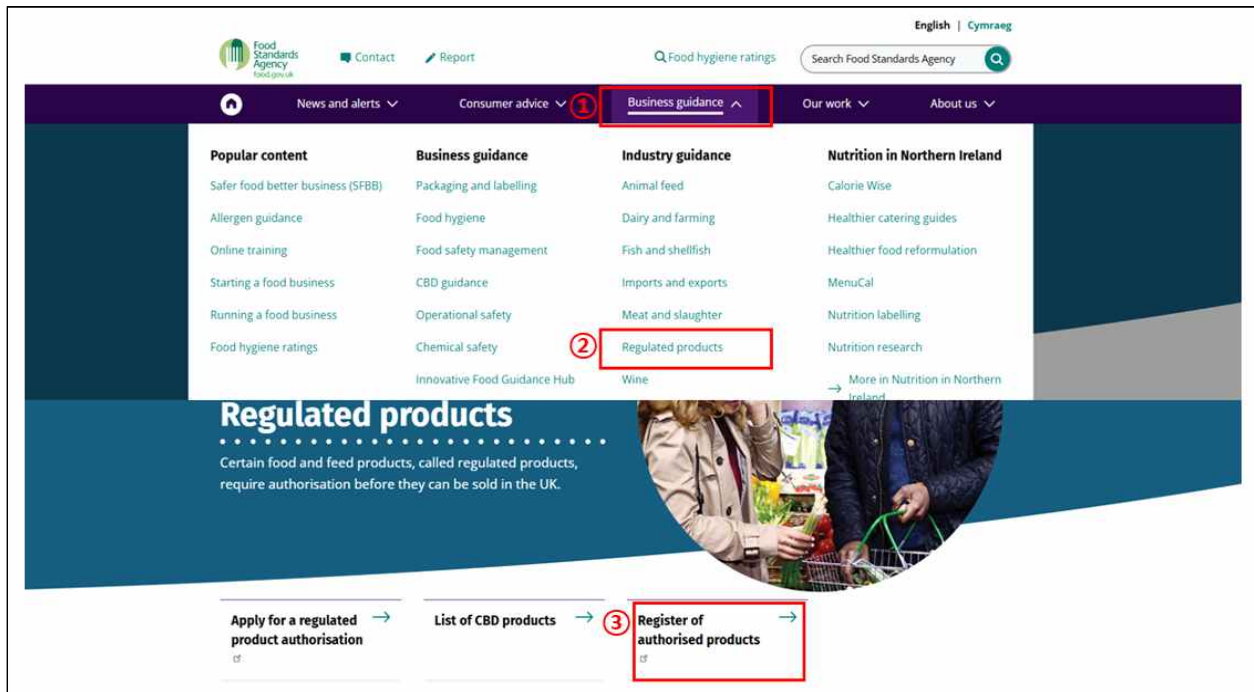 English | Cymraeg
Food
Standards
Agency
food.gov.uk
Contact
Report
Food hygiene ratings
Search Food Standards Agency
News and alerts
Consumer advice
①
Business guidance
Our work
About us
Popular content
Safer food better business (SFBB)
Allergen guidance
Online training
Starting a food business
Running a food business
Food hygiene ratings
Business guidance
Packaging and labelling
Food hygiene
Food safety management
CBD guidance
Operational safety
Chemical safety
Innovative Food Guidance Hub
Industry guidance
Animal feed
Dairy and farming
Fish and shellfish
Imports and exports
Meat and slaughter
②
Regulated products
Wine
Nutrition in Northern Ireland
Calorie Wise
Healthier catering guides
Healthier food reformulation
MenuCal
Nutrition labelling
Nutrition research
→ More in Nutrition in Northern
Ireland
Regulated products
Certain food and feed products, called regulated products,
require authorisation before they can be sold in the UK.
Apply for a regulated →
product authorisation
List of CBD products →
③
Register of →
authorised products